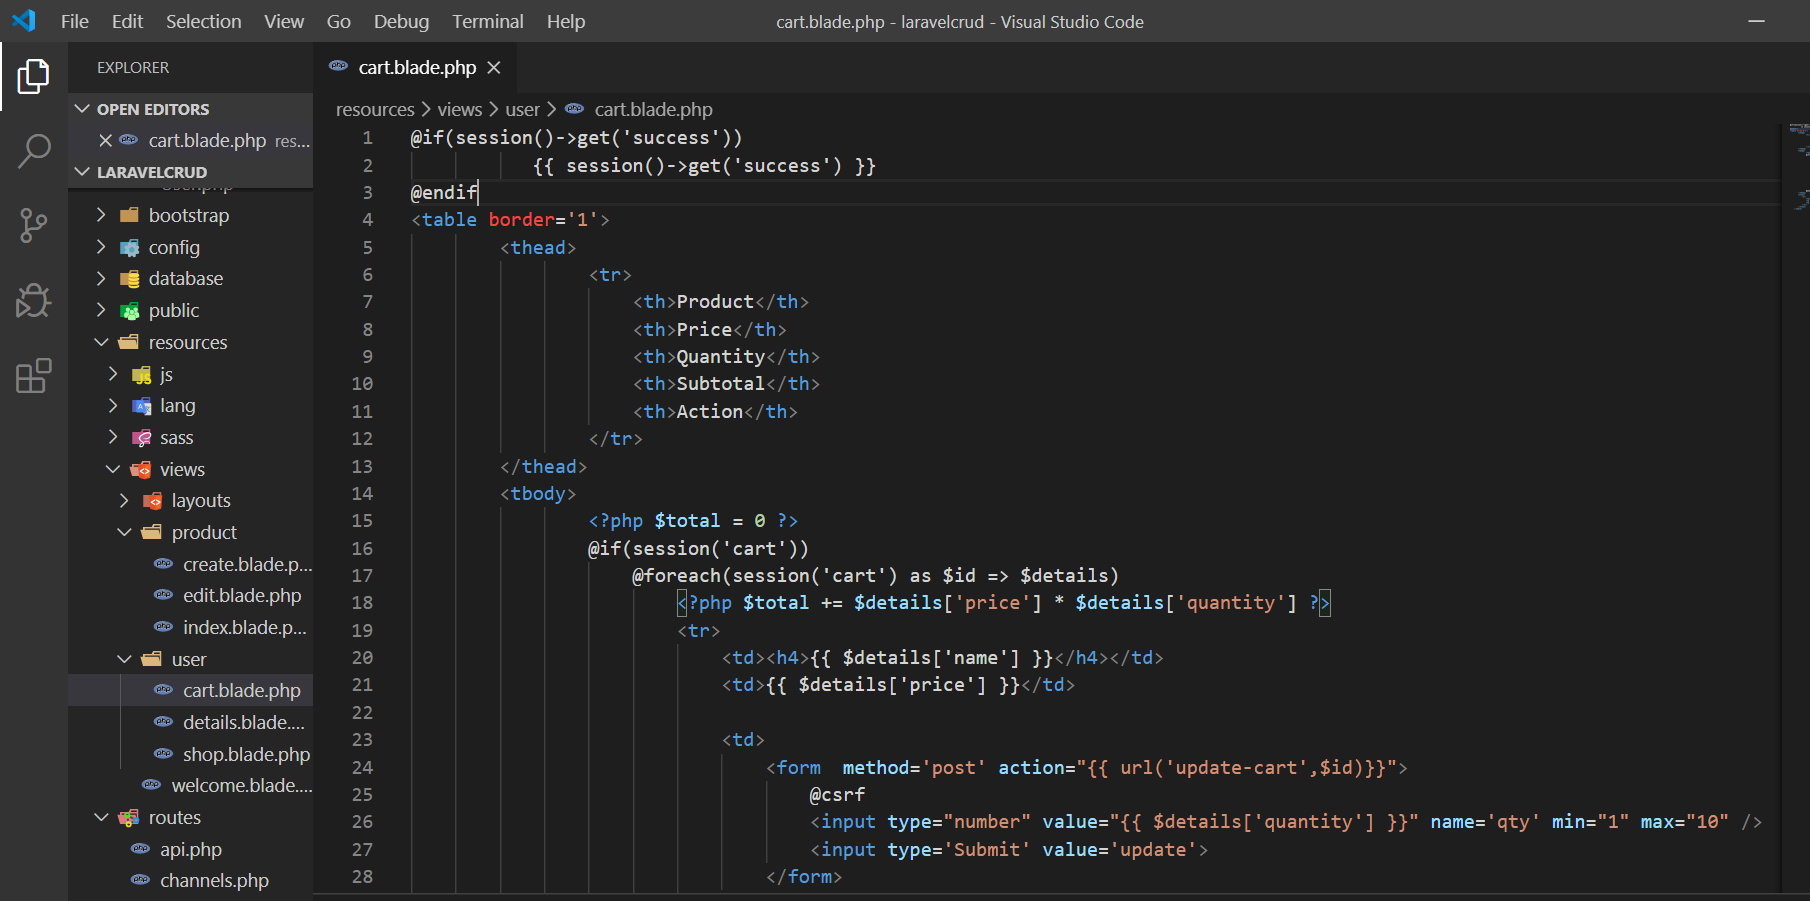 File Edit Selection View Go Debug Terminal Help
cart.blade.php - laravelcrud - Visual Studio Code
EXPLORER
OPEN EDITORS
cart.blade.php res...
LARAVELCRUD
bootstrap
config
database
public
resources
js
lang
sass
views
layouts
product
create.blade.p...
edit.blade.php
index.blade.p...
user
cart.blade.php
details.blade....
shop.blade.php
welcome.blade....
routes
api.php
channels.php
cart.blade.php
resources > views > user > cart.blade.php
1 @if(session()->get('success'))
2 {{ session()->get('success') }}
3 @endif
4 <table border='1'>
5 <thead>
6 <tr>
7 <th>Product</th>
8 <th>Price</th>
9 <th>Quantity</th>
10 <th>Subtotal</th>
11 <th>Action</th>
12 </tr>
13 </thead>
14 <tbody>
15 <?php $total = 0 ?>
16 @if(session('cart'))
17 @foreach(session('cart') as $id => $details)
18 <?php $total += $details['price'] * $details['quantity'] ?>
19 <tr>
20 <td><h4>{{ $details['name'] }}</h4></td>
21 <td>{{ $details['price'] }}</td>
22
23 <td>
24 <form  method='post' action="{{ url('update-cart',$id)}}">
25 @csrf
26 <input type="number" value="{{ $details['quantity'] }}" name='qty' min="1" max="10" />
27 <input type='Submit' value='update'>
28 </form>